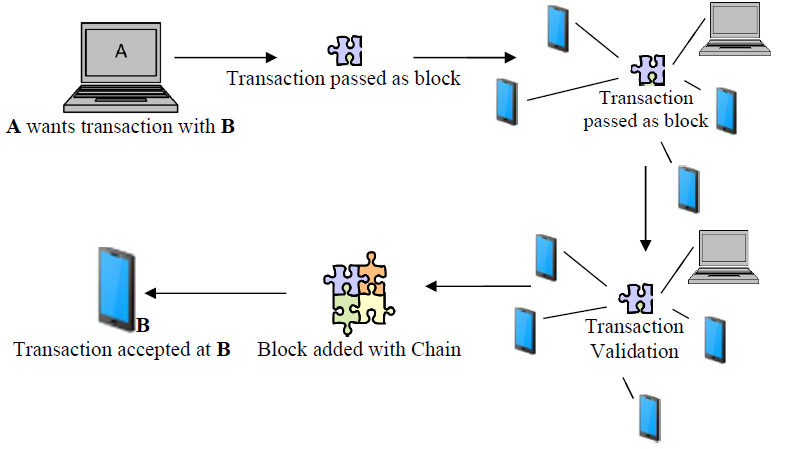 A
A wants transaction with B
Transaction passed as block
Transaction
passed as block
Transaction
Validation
Block added with Chain
B
Transaction accepted at B